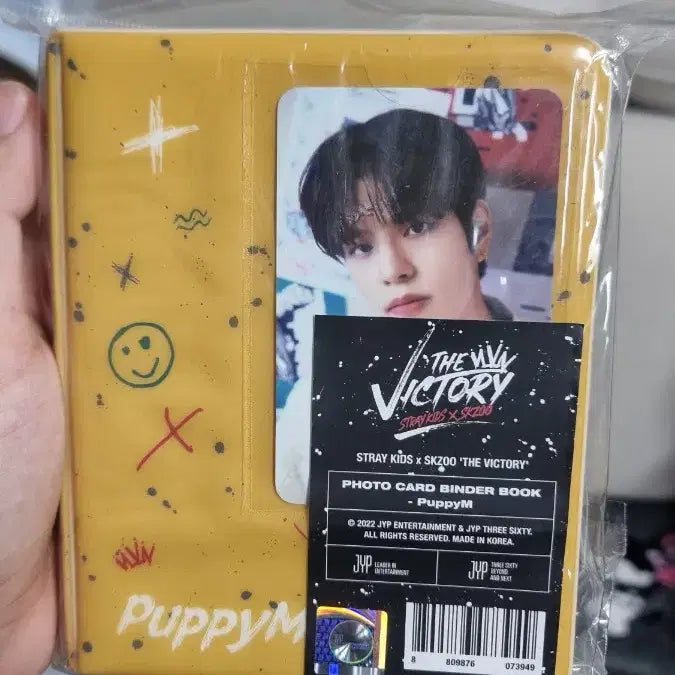 THE
VICTORY
STRAY KIDS X SKZOO
STRAY KIDS x SKZOO 'THE VICTORY'
PHOTO CARD BINDER BOOK
- PuppyM
© 2022 JYP ENTERTAINMENT & JYP THREE SIXTY.
ALL RIGHTS RESERVED. MADE IN KOREA.
JYP LEADER IN
ENTERTAINMENT
JYP THREE SIXTY
BEYOND
AND NEXT
PuppyM
JYP
8 809876 073949